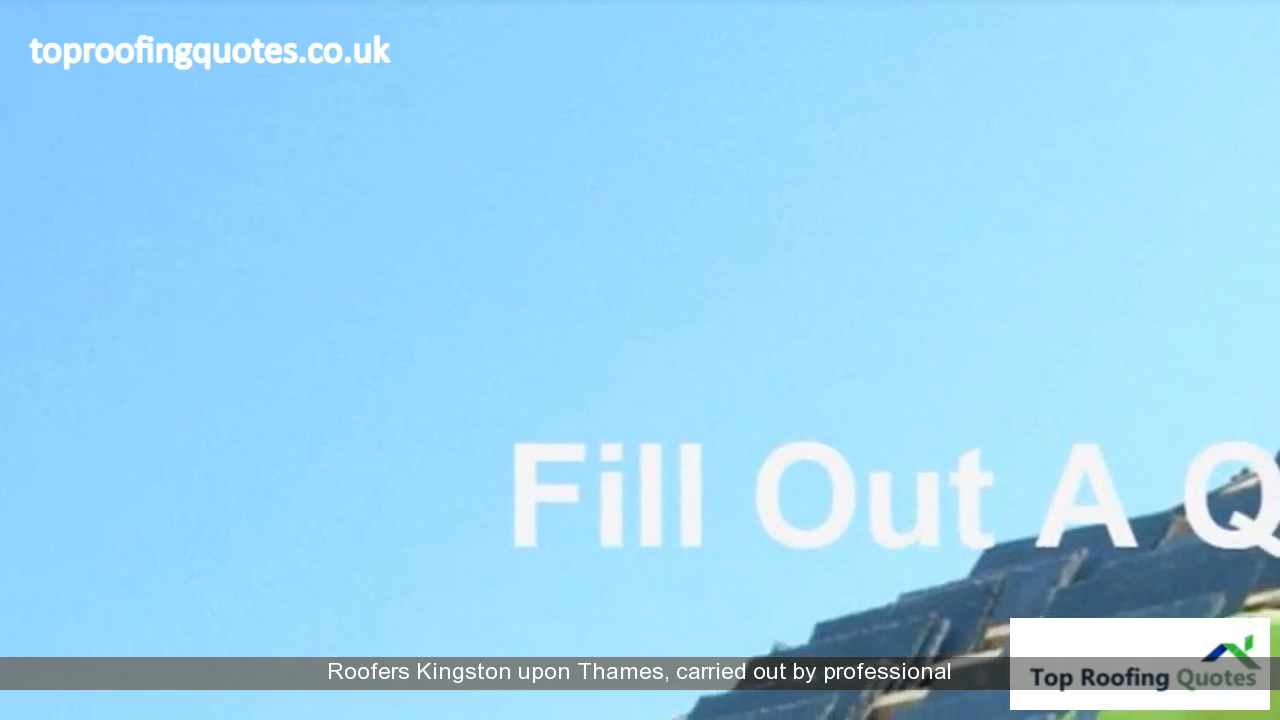 toproofingquotes.co.uk
Fill Out A Q
Roofers Kingston upon Thames, carried out by professional
Top Roofing Quotes